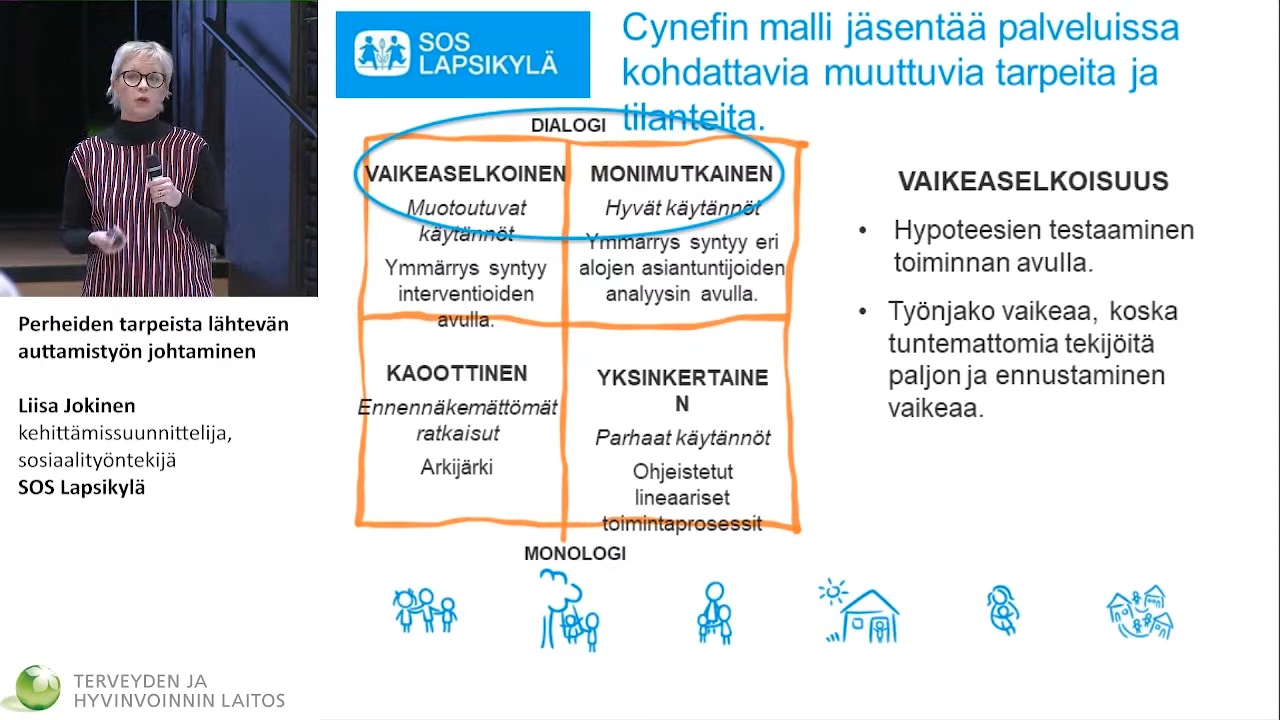 SOS
LAPSIKYLÄ
Cynefin malli jäsentää palveluissa
kohdattavia muuttuvia tarpeita ja
tilanteita.
DIALOGI
VAIKEASELKOINEN
Muotoutuvat
käytännöt
Ymmärrys syntyy
interventioiden
avulla.
MONIMUTKAINEN
Hyvät käytännöt
Ymmärrys syntyy eri
alojen asiantuntijoiden
analyysin avulla.
KAOOTTINEN
Ennennäkemättömät
ratkaisut
Arkijärki
YKSINKERTAINE
N
Parhaat käytännöt
Ohjeistetut
lineaariset
toimintaprosessit
MONOLOGI
VAIKEASELKOISUUS
• Hypoteesien testaaminen
toiminnan avulla.
• Työnjako vaikeaa, koska
tuntemattomia tekijöitä
paljon ja ennustaminen
vaikeaa.
Perheiden tarpeista lähtevän
auttamistyön johtaminen
Liisa Jokinen
kehittämissuunnittelija,
sosiaalityöntekijä
SOS Lapsikylä
TERVEYDEN JA
HYVINVOINNIN LAITOS